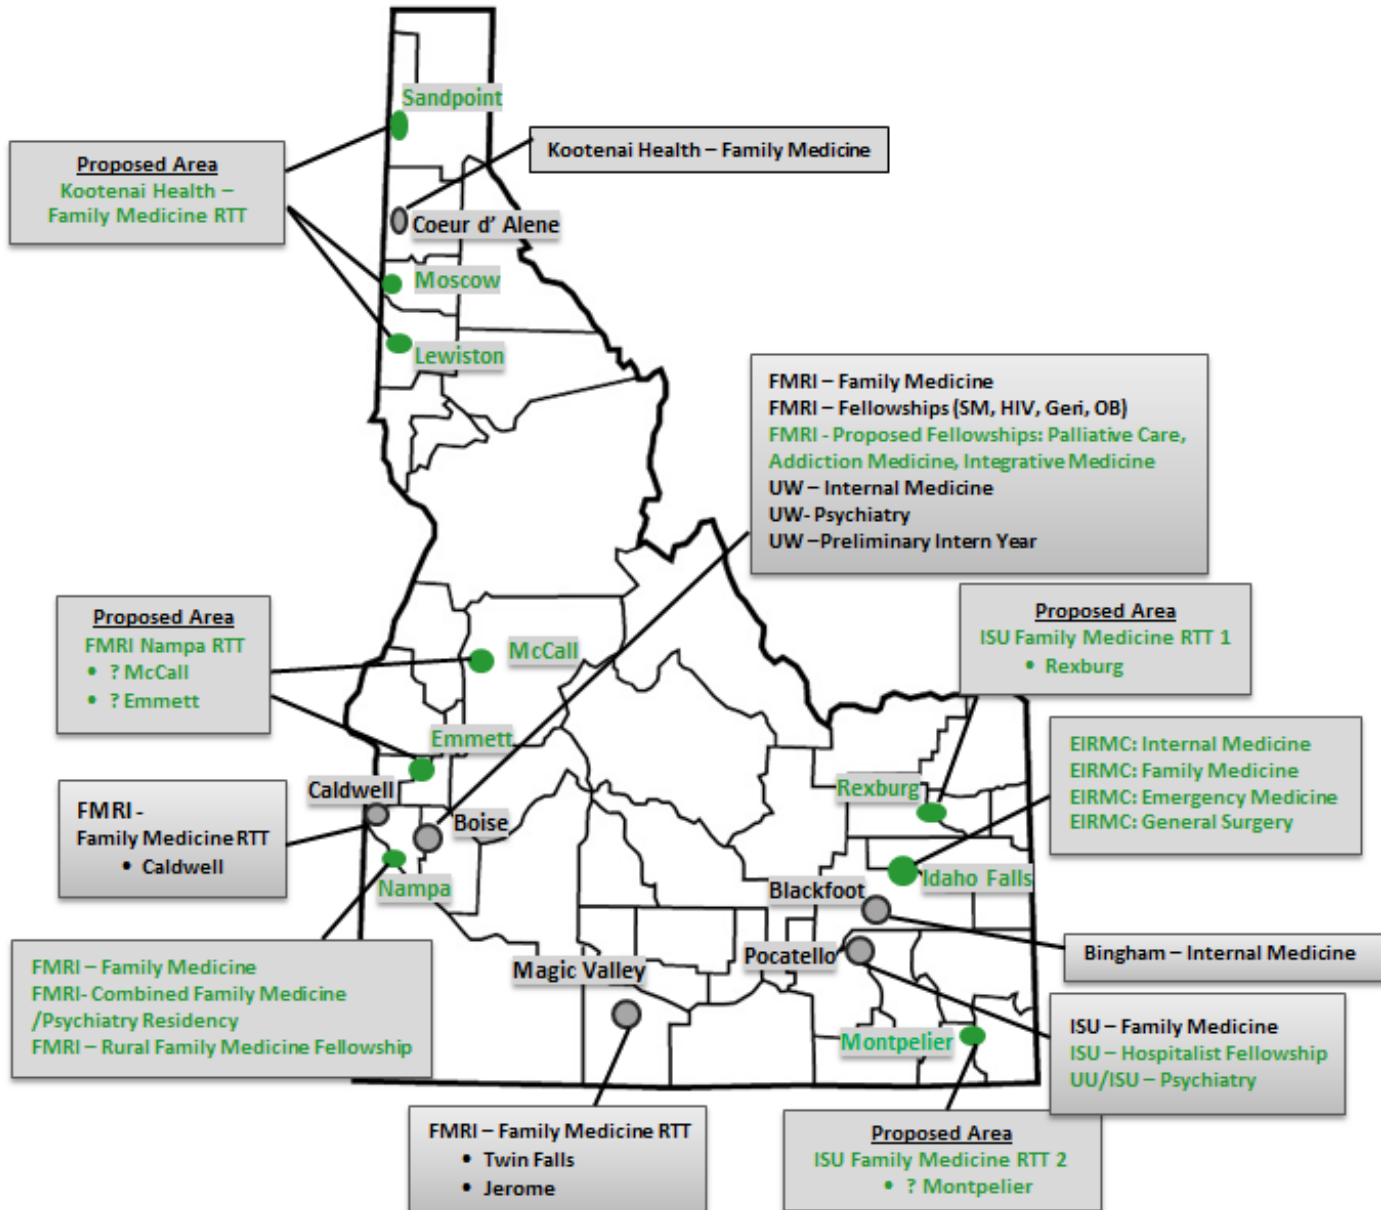 Sandpoint
Proposed Area
Kootenai Health –
Family Medicine RTT
Kootenai Health – Family Medicine
Coeur d’ Alene
Moscow
Lewiston
FMRI – Family Medicine
FMRI – Fellowships (SM, HIV, Geri, OB)
FMRI - Proposed Fellowships: Palliative Care,
Addiction Medicine, Integrative Medicine
UW – Internal Medicine
UW- Psychiatry
UW –Preliminary Intern Year
Proposed Area
FMRI Nampa RTT
• ? McCall
• ? Emmett
McCall
Emmett
Proposed Area
ISU Family Medicine RTT 1
• Rexburg
EIRMC: Internal Medicine
EIRMC: Family Medicine
EIRMC: Emergency Medicine
EIRMC: General Surgery
Caldwell
FMRI -
Family Medicine RTT
• Caldwell
Boise
Nampa
Rexburg
Idaho Falls
Blackfoot
Pocatello
Bingham – Internal Medicine
FMRI – Family Medicine
FMRI- Combined Family Medicine
/Psychiatry Residency
FMRI – Rural Family Medicine Fellowship
Magic Valley
Montpelier
ISU – Family Medicine
ISU – Hospitalist Fellowship
UU/ISU – Psychiatry
FMRI – Family Medicine RTT
• Twin Falls
• Jerome
Proposed Area
ISU Family Medicine RTT 2
• ? Montpelier